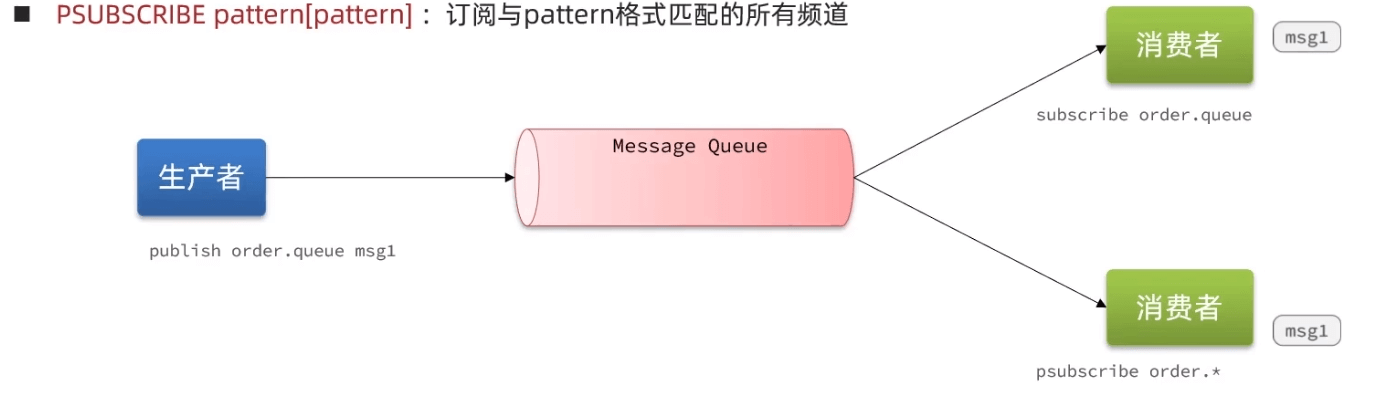 ■ PSUBSCRIBE pattern[pattern] ：订阅与pattern格式匹配的所有频道
消费者
msg1
subscribe order.queue
Message Queue
生产者
publish order.queue msg1
消费者
msg1
psubscribe order.*